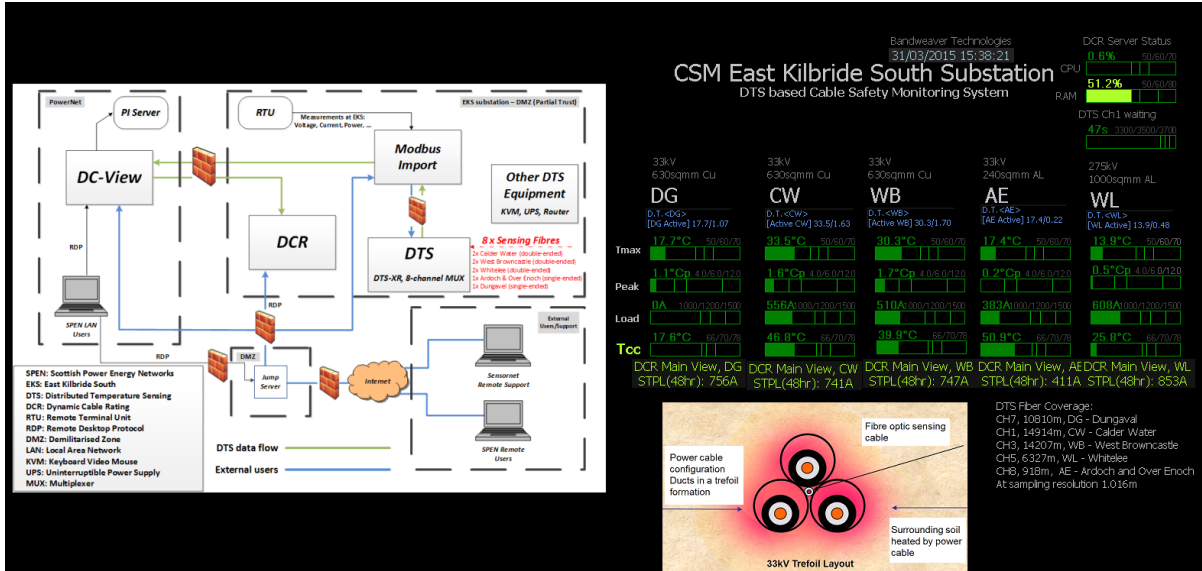 PowerNet
PI Server
DC-View
RDP
SPEN LAN
Users
RDP
EKS substation – DMZ (Partial Trust)
RTU
Measurements at EKS:
Voltage, Current, Power, ...
Modbus
Import
Other DTS
Equipment
KVM, UPS, Router
DCR
DTS
DTS-XR, 8-channel MUX
8 x Sensing Fibres
2x Calder Water (double-ended)
2x West Browncastle (double-ended)
2x Whitelee (double-ended)
1x Ardoch & Over Enoch (single-ended)
1x Dungavel (single-ended)
RDP
DMZ
Jump
Server
Internet
External
Users/Support
Sensornet
Remote Support
SPEN Remote
Users
DTS data flow
External users
SPEN: Scottish Power Energy Networks
EKS: East Kilbride South
DTS: Distributed Temperature Sensing
DCR: Dynamic Cable Rating
RTU: Remote Terminal Unit
RDP: Remote Desktop Protocol
DMZ: Demilitarised Zone
LAN: Local Area Network
KVM: Keyboard Video Mouse
UPS: Uninterruptible Power Supply
MUX: Multiplexer
Bandweaver Technologies
31/03/2015 15:38:21
CSM East Kilbride South Substation
DTS based Cable Safety Monitoring System
DCR Server Status
CPU 0.6% 50/60/70
RAM 51.2% 50/60/80
DTS Ch1 waiting
47s 3300/3500/3700
33kV 33kV 33kV 33kV 275kV
630sqmm Cu 630sqmm Cu 630sqmm Cu 240sqmm AL 1000sqmm AL
DG CW WB AE WL
D.T.<DG> D.T.<CW> D.T.<WB> D.T.<AE> D.T.<WL>
[DG Active] 17.7/1.07 [Active CW] 33.5/1.63 [Active WB] 30.3/1.70 [AE Active] 17.4/0.22 [WL Active] 13.9/0.48
Tmax 17.7°C 50/60/70 33.5°C 50/60/70 30.3°C 50/60/70 17.4°C 50/60/70 13.9°C 50/60/70
Peak 1.1°Cp 4.0/6.0/12.0 1.6°Cp 4.0/6.0/12.0 1.7°Cp 4.0/6.0/12.0 0.2°Cp 4.0/6.0/12.0 0.5°Cp 4.0/6.0/12.0
Load 0A 1000/1200/1500 556A 1000/1200/1500 510A 1000/1200/1500 383A 1000/1200/1500 608A 1000/1200/1500
Tcc 17.6°C 66/70/78 46.8°C 66/70/78 39.9°C 66/70/78 50.9°C 66/70/78 25.8°C 66/70/78
DCR Main View, DG DCR Main View, CW DCR Main View, WB DCR Main View, AE DCR Main View, WL
STPL(48hr): 756A STPL(48hr): 741A STPL(48hr): 747A STPL(48hr): 411A STPL(48hr): 853A
Fibre optic sensing
cable
Power cable
configuration
Ducts in a trefoil
formation
Surrounding soil
heated by power
cable
33kV Trefoil Layout
DTS Fiber Coverage:
CH7, 10810m, DG - Dungaval
CH1, 14914m, CW - Calder Water
CH3, 14207m, WB - West Browncastle
CH5, 6327m, WL - Whitelee
CH8, 918m, AE - Ardoch and Over Enoch
At sampling resolution 1.016m